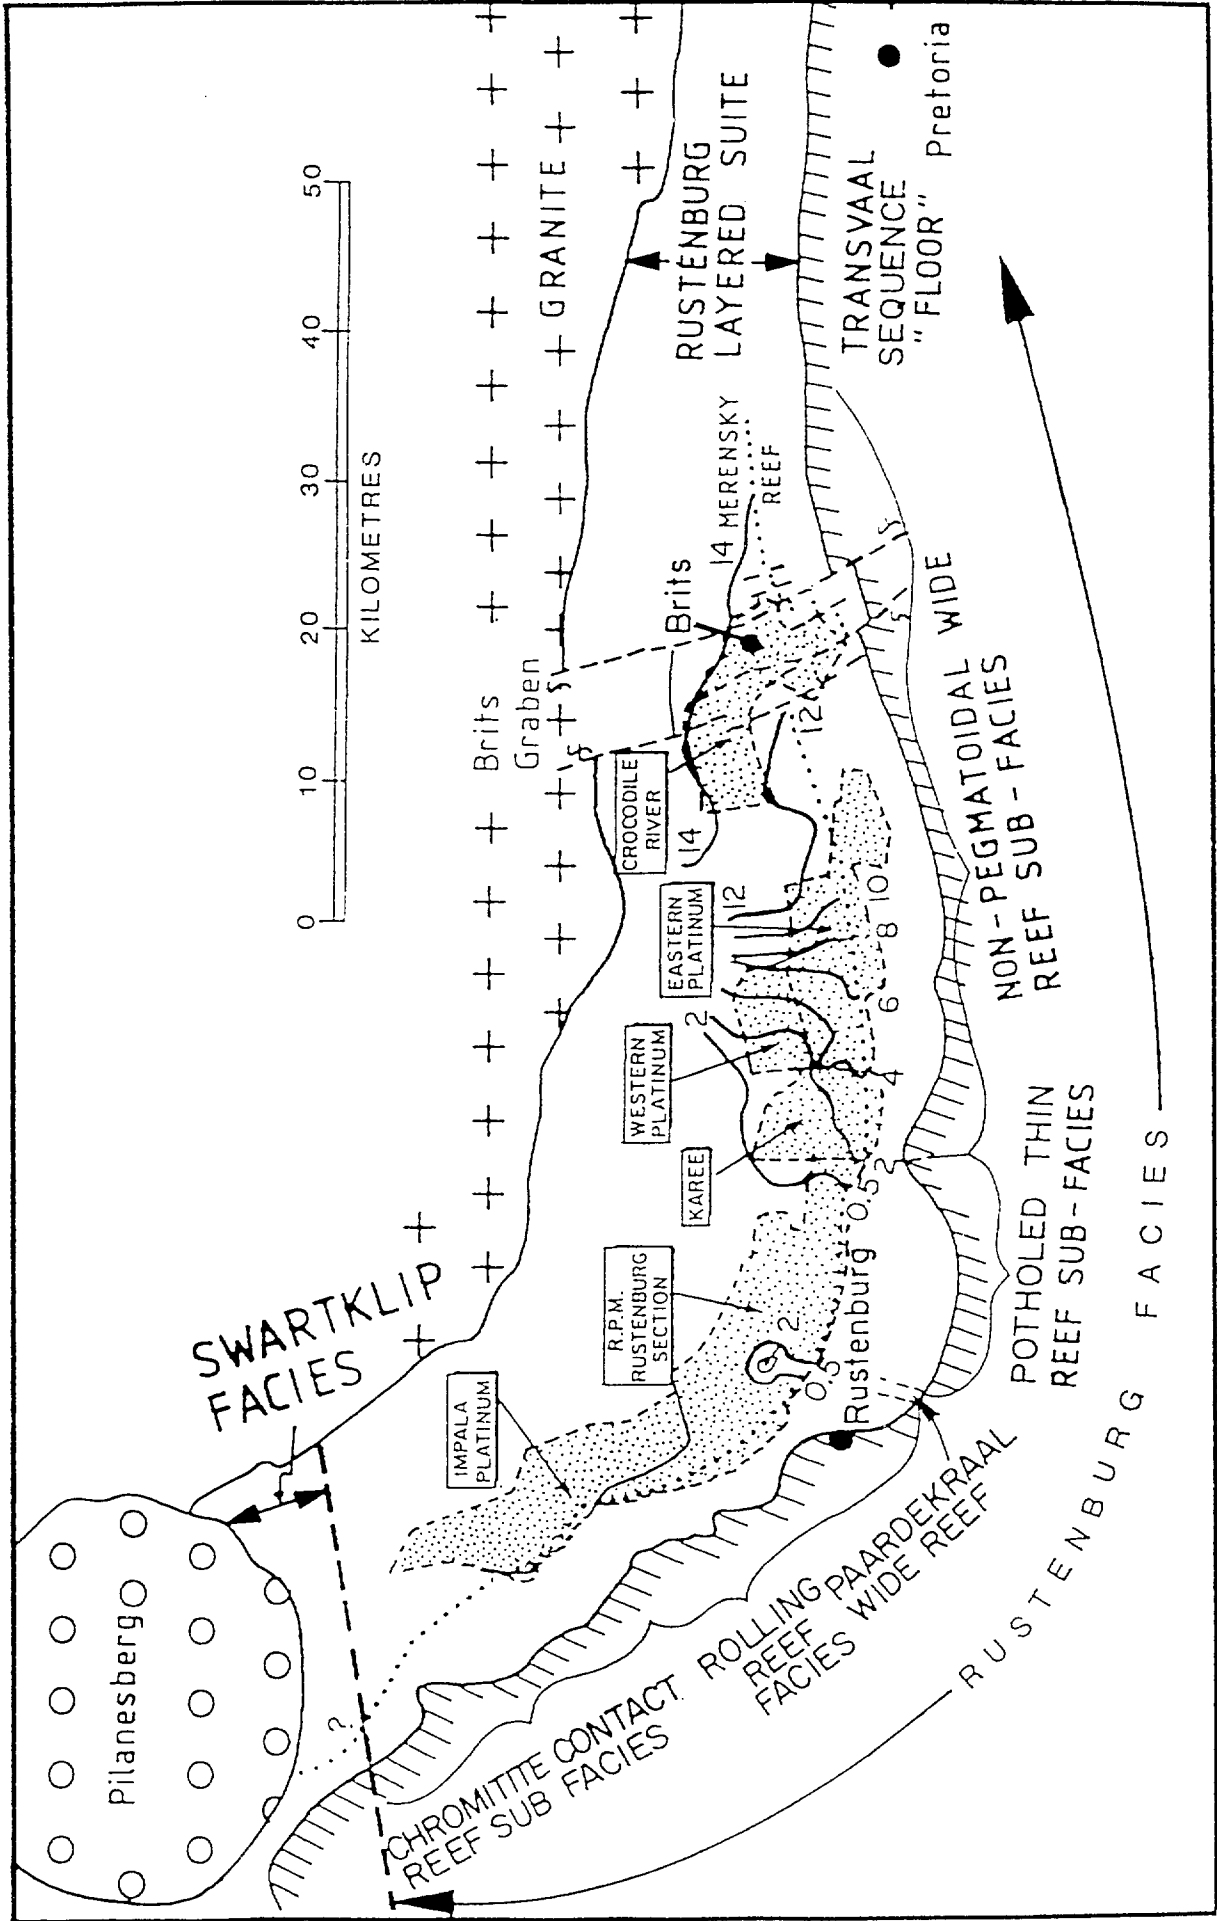 Pilanesberg
?
SWARTKLIP
FACIES
IMPALA
PLATINUM
R.P.M.
RUSTENBURG
SECTION
KAREE
WESTERN
PLATINUM
EASTERN
PLATINUM
CROCODILE
RIVER
Brits
Graben
GRANITE
0 10 20 30 40 50
KILOMETRES
Brits
14 MERENSKY
REEF
RUSTENBURG
LAYERED SUITE
TRANSVAAL
SEQUENCE
"FLOOR"
Pretoria
2
0.5
0.5
2
2
4
6
8
10
12
12
14
Rustenburg
CHROMITITE CONTACT
REEF SUB FACIES
ROLLING
REEF
FACIES
PAARDEKRAAL
WIDE REEF
POTHOLED THIN
REEF SUB-FACIES
NON-PEGMATOIDAL WIDE
REEF SUB-FACIES
RUSTENBURG FACIES